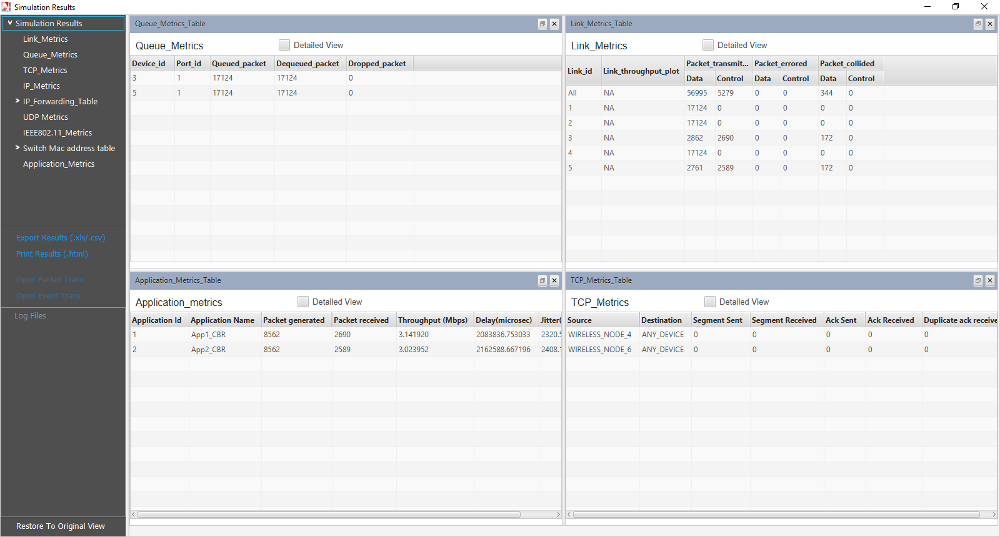 Simulation Results
Simulation Results
Link_Metrics
Queue_Metrics
TCP_Metrics
IP_Metrics
IP_Forwarding_Table
UDP Metrics
IEEE802.11_Metrics
Switch Mac address table
Application_Metrics
Export Results (.xls/.csv)
Print Results (.html)
Open Packet Trace
Open Event Trace
Log Files
Restore To Original View
Queue_Metrics_Table
Queue_Metrics Detailed View
Device_id Port_id Queued_packet Dequeued_packet Dropped_packet
3 1 17124 17124 0
5 1 17124 17124 0
Link_Metrics_Table
Link_Metrics Detailed View
Link_id Link_throughput_plot Packet_transmit... Packet_errored Packet_collided
Data Control Data Control Data Control
All NA 56995 5279 0 0 344 0
1 NA 17124 0 0 0 0 0
2 NA 17124 0 0 0 0 0
3 NA 2862 2690 0 0 172 0
4 NA 17124 0 0 0 0 0
5 NA 2761 2589 0 0 172 0
Application_Metrics_Table
Application_metrics Detailed View
Application Id Application Name Packet generated Packet received Throughput (Mbps) Delay(microsec) Jitter(
1 App1_CBR 8562 2690 3.141920 2083836.753033 2320.5
2 App2_CBR 8562 2589 3.023952 2162588.667196 2408.1
TCP_Metrics_Table
TCP_Metrics Detailed View
Source Destination Segment Sent Segment Received Ack Sent Ack Received Duplicate ack receive
WIRELESS_NODE_4 ANY_DEVICE 0 0 0 0 0
WIRELESS_NODE_6 ANY_DEVICE 0 0 0 0 0